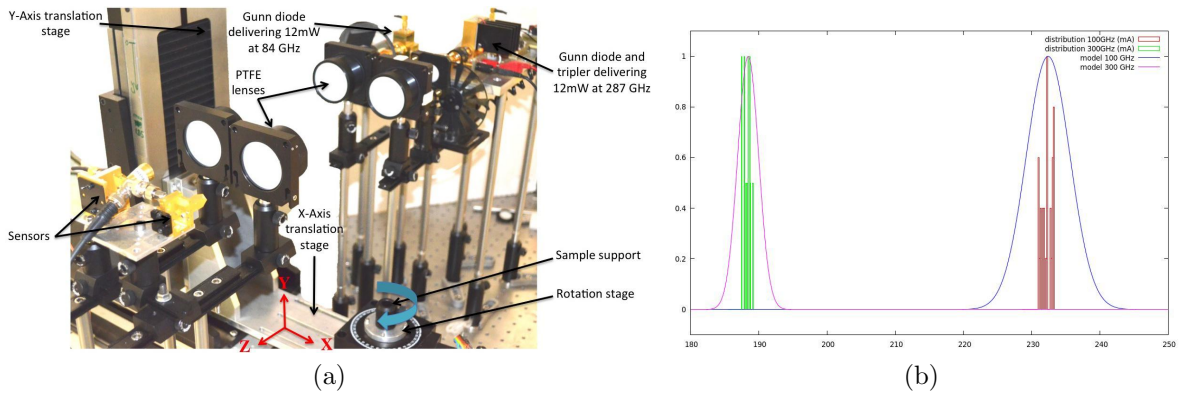 Y-Axis translation
stage
Gunn diode
delivering 12mW
at 84 GHz
PTFE
lenses
Gunn diode and
tripler delivering
12mW at 287 GHz
X-Axis
translation
stage
Sensors
Sample support
Rotation stage
Y
Z
X
(a)
distribution 100GHz (mA)
distribution 300GHz (mA)
model 100 GHz
model 300 GHz
1
0.8
0.6
0.4
0.2
0
180 190 200 210 220 230 240 250
(b)